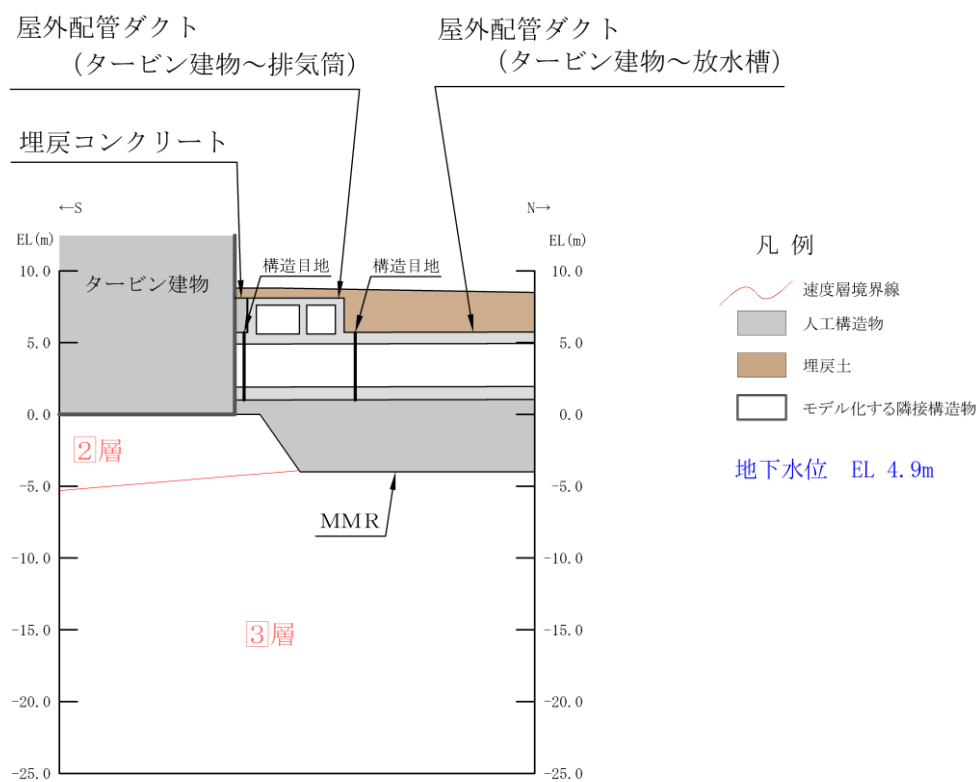 屋外配管ダクト
（タービン建物～排気筒）
屋外配管ダクト
（タービン建物～放水槽）
埋戻コンクリート
←S
N→
EL(m)
EL(m)
タービン建物
構造目地
構造目地
10.0
5.0
0.0
-5.0
-10.0
-15.0
-20.0
-25.0
10.0
5.0
0.0
-5.0
-10.0
-15.0
-20.0
-25.0
2層
MMR
3層
凡 例
速度層境界線
人工構造物
埋戻土
モデル化する隣接構造物
地下水位 EL 4.9m